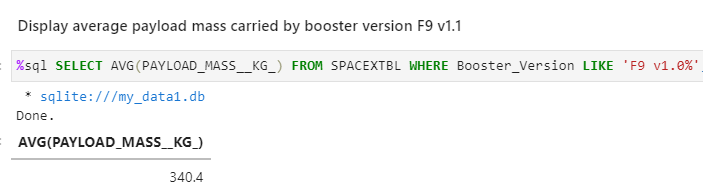 Display average payload mass carried by booster version F9 v1.1
%sql SELECT AVG(PAYLOAD_MASS__KG_) FROM SPACEXTBL WHERE Booster_Version LIKE 'F9 v1.0%'
* sqlite:///my_data1.db
Done.
AVG(PAYLOAD_MASS__KG_)
340.4